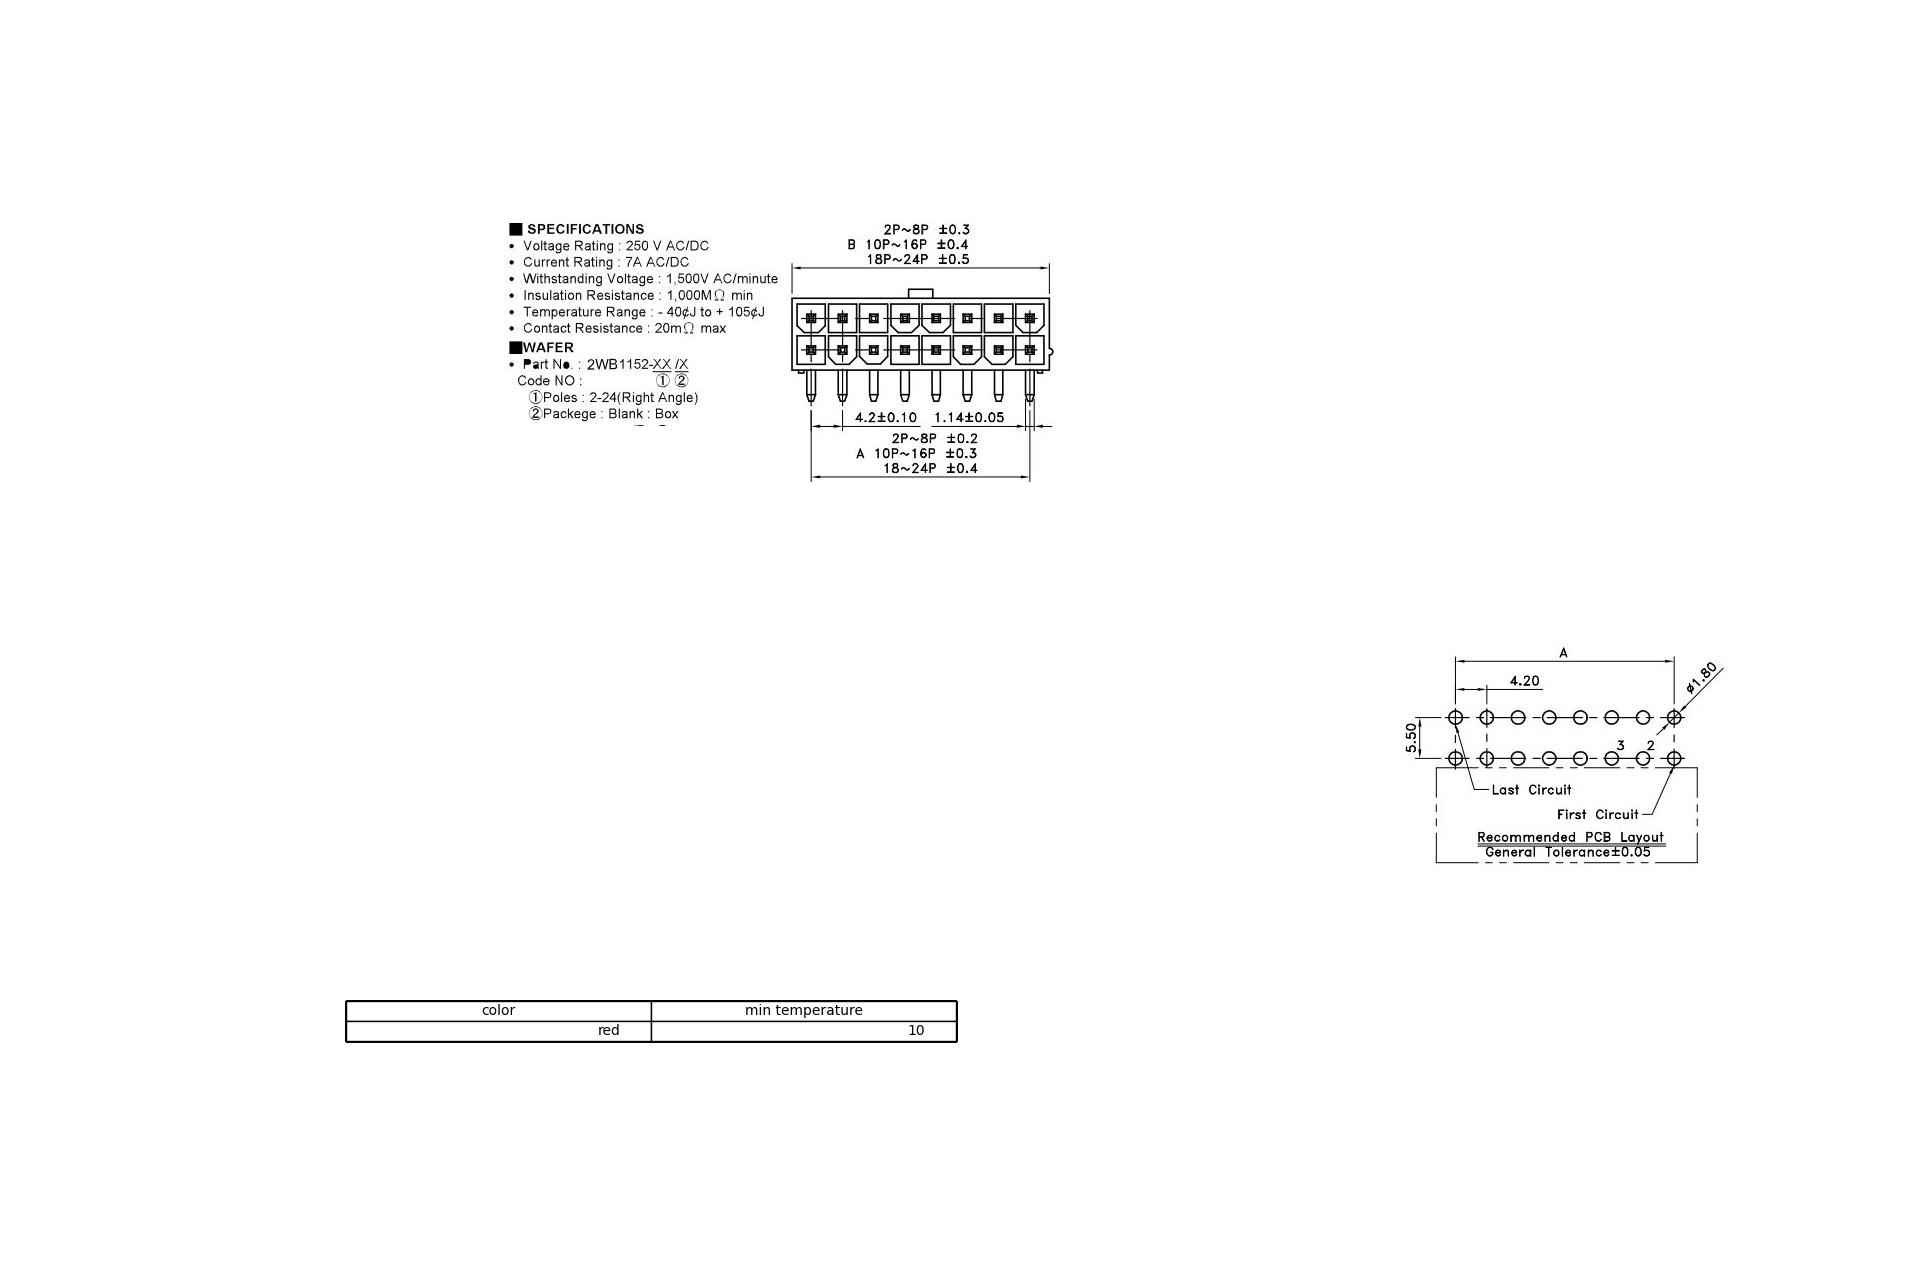 ■ SPECIFICATIONS
• Voltage Rating : 250 V AC/DC
• Current Rating : 7A AC/DC
• Withstanding Voltage : 1,500V AC/minute
• Insulation Resistance : 1,000MΩ min
• Temperature Range : - 40¢J to + 105¢J
• Contact Resistance : 20mΩ max
■WAFER
• Part No. : 2WB1152-XX /X
Code NO : ① ②
①Poles : 2-24(Right Angle)
②Packege : Blank : Box
2P~8P ±0.3
B 10P~16P ±0.4
18P~24P ±0.5
4.2±0.10 1.14±0.05
2P~8P ±0.2
A 10P~16P ±0.3
18~24P ±0.4
A
4.20
ø1.80
5.50
3 2
Last Circuit
First Circuit
Recommended PCB Layout
General Tolerance±0.05
color min temperature
red 10